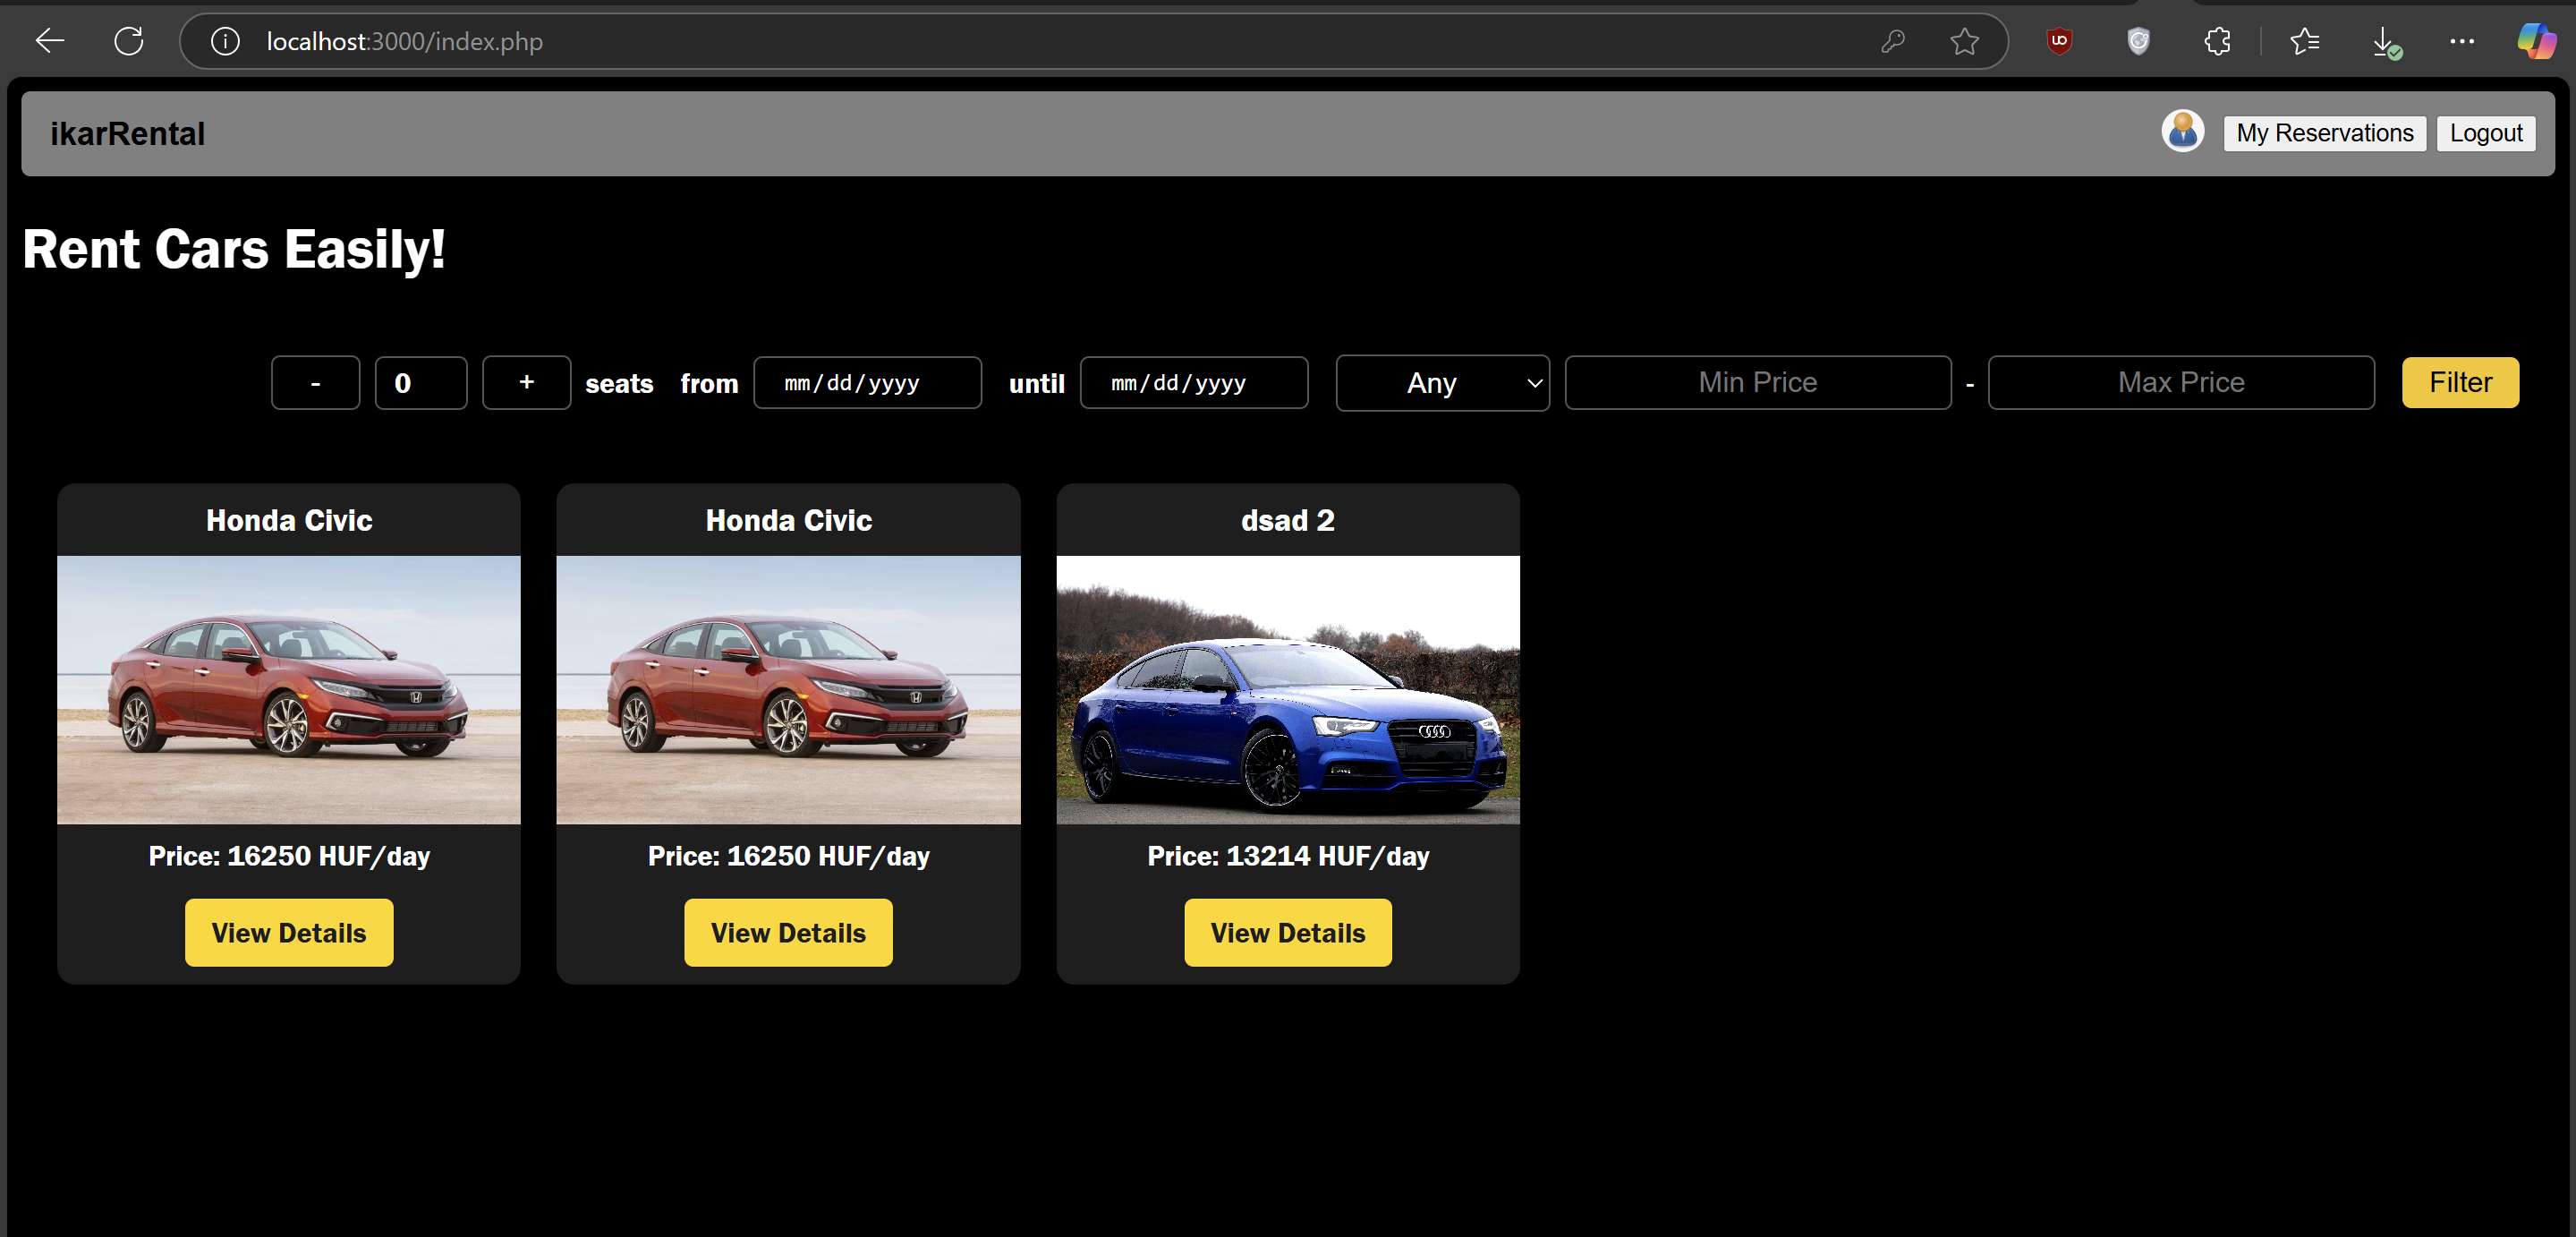 localhost:3000/index.php
ikarRental
My Reservations Logout
Rent Cars Easily!
- 0 + seats from mm/dd/yyyy until mm/dd/yyyy Any Min Price - Max Price Filter
Honda Civic Honda Civic dsad 2
Price: 16250 HUF/day Price: 16250 HUF/day Price: 13214 HUF/day
View Details View Details View Details